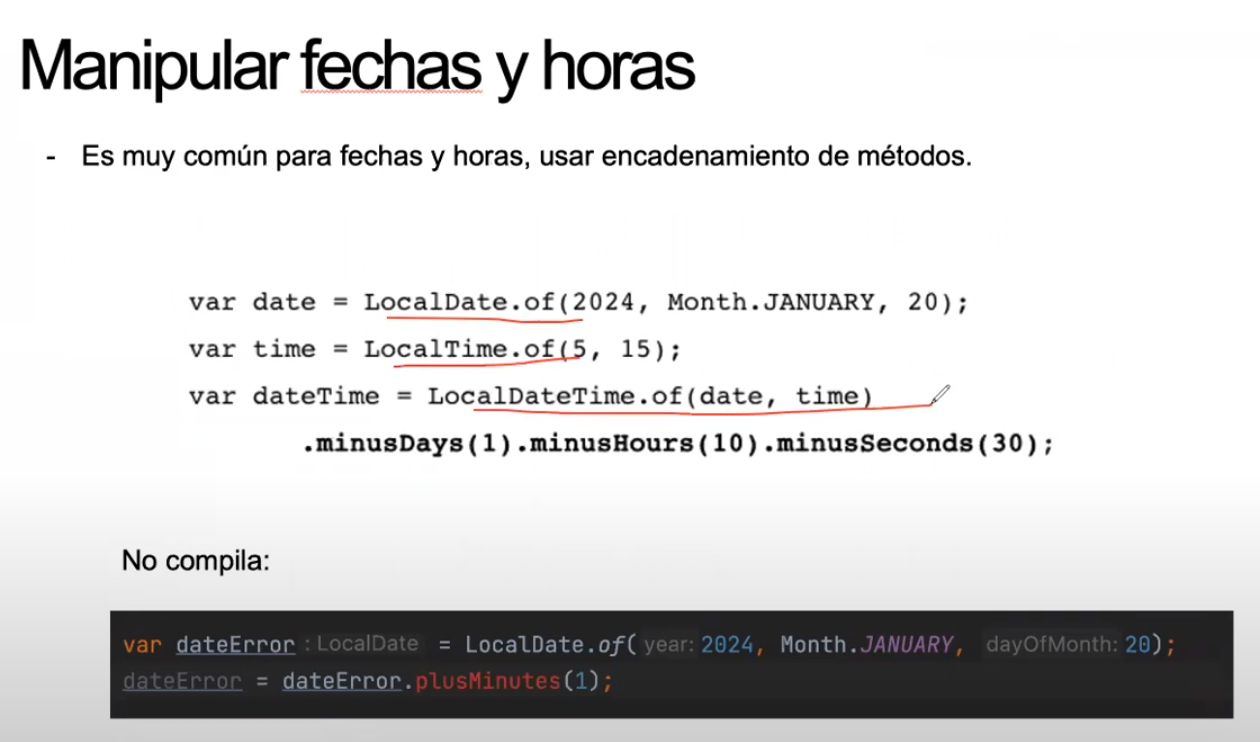 Manipular fechas y horas
- Es muy común para fechas y horas, usar encadenamiento de métodos.
var date = LocalDate.of(2024, Month.JANUARY, 20);
var time = LocalTime.of(5, 15);
var dateTime = LocalDateTime.of(date, time)
.minusDays(1).minusHours(10).minusSeconds(30);
No compila:
var dateError : LocalDate = LocalDate.of( year: 2024, Month.JANUARY, dayOfMonth: 20);
dateError = dateError.plusMinutes(1);